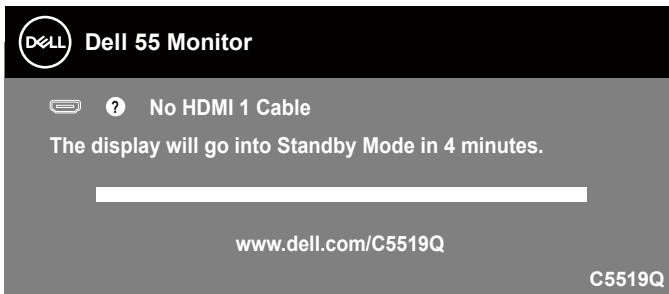 DELL Dell 55 Monitor
? No HDMI 1 Cable
The display will go into Standby Mode in 4 minutes.
www.dell.com/C5519Q
C5519Q